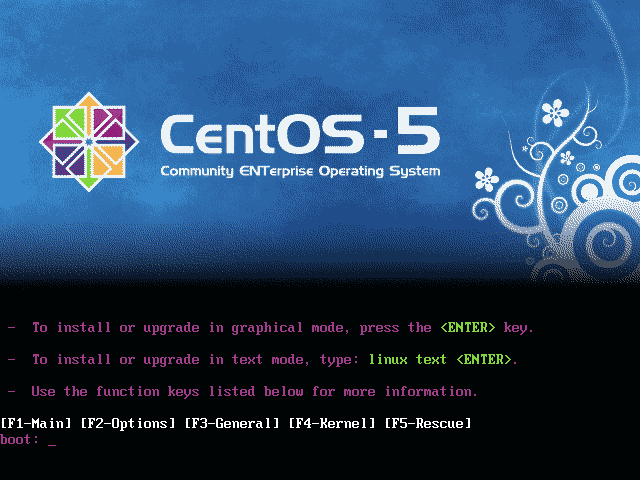 CentOS-5
Community ENTerprise Operating System
- To install or upgrade in graphical mode, press the <ENTER> key.
- To install or upgrade in text mode, type: linux text <ENTER>.
- Use the function keys listed below for more information.
[F1-Main] [F2-Options] [F3-General] [F4-Kernel] [F5-Rescue]
boot: _